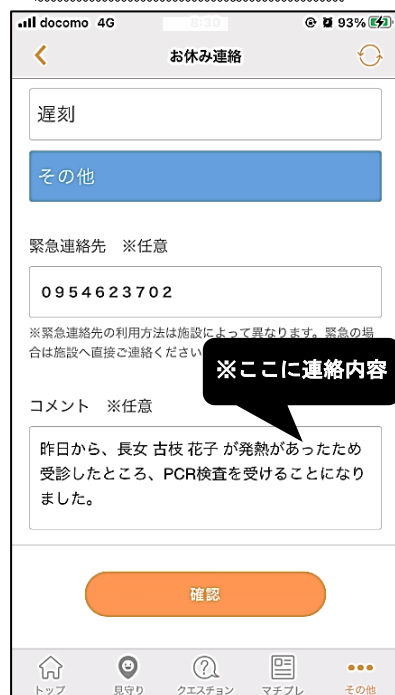 docomo 4G 8:30 93%
お休み連絡
遅刻
その他
緊急連絡先 ※任意
0954623702
※緊急連絡先の利用方法は施設によって異なります。緊急の場
合は施設へ直接ご連絡ください
※ここに連絡内容
コメント ※任意
昨日から、長女 古枝 花子 が発熱があったため
受診したところ、PCR検査を受けることになり
ました。
確認
トップ 見守り クエスチョン マチプレ その他